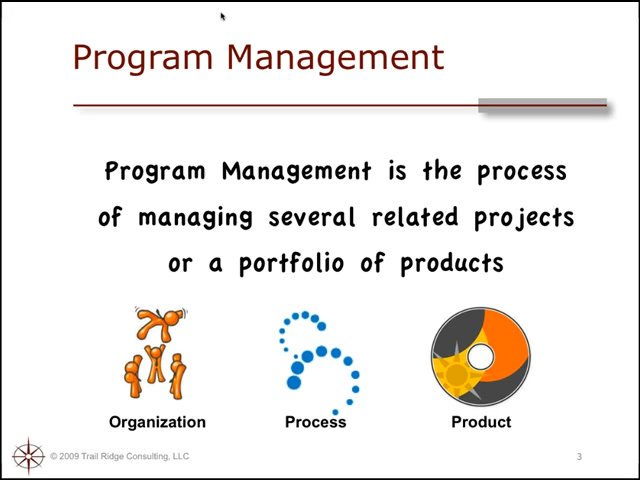 Program Management
Program Management is the process
of managing several related projects
or a portfolio of products
Organization Process Product
© 2009 Trail Ridge Consulting, LLC 3